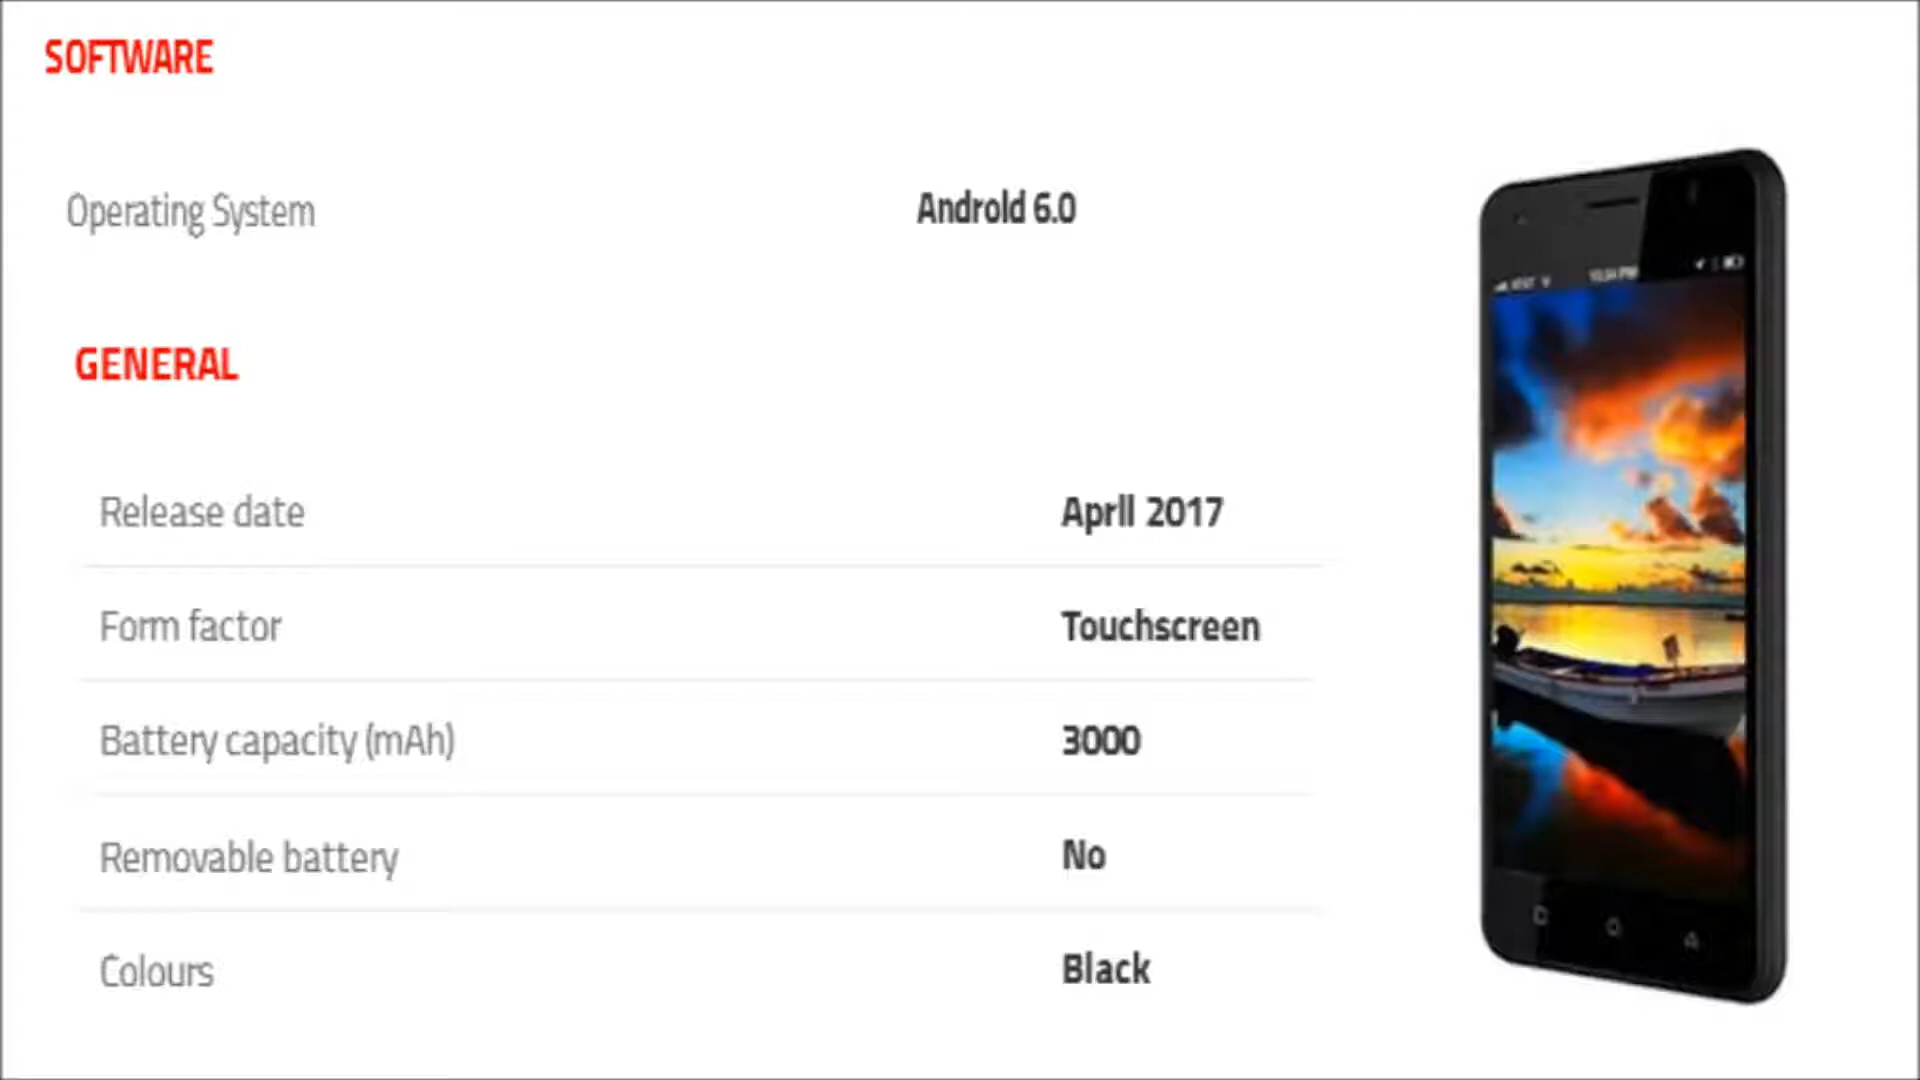 SOFTWARE
Operating System Android 6.0
GENERAL
Release date April 2017
Form factor Touchscreen
Battery capacity (mAh) 3000
Removable battery No
Colours Black